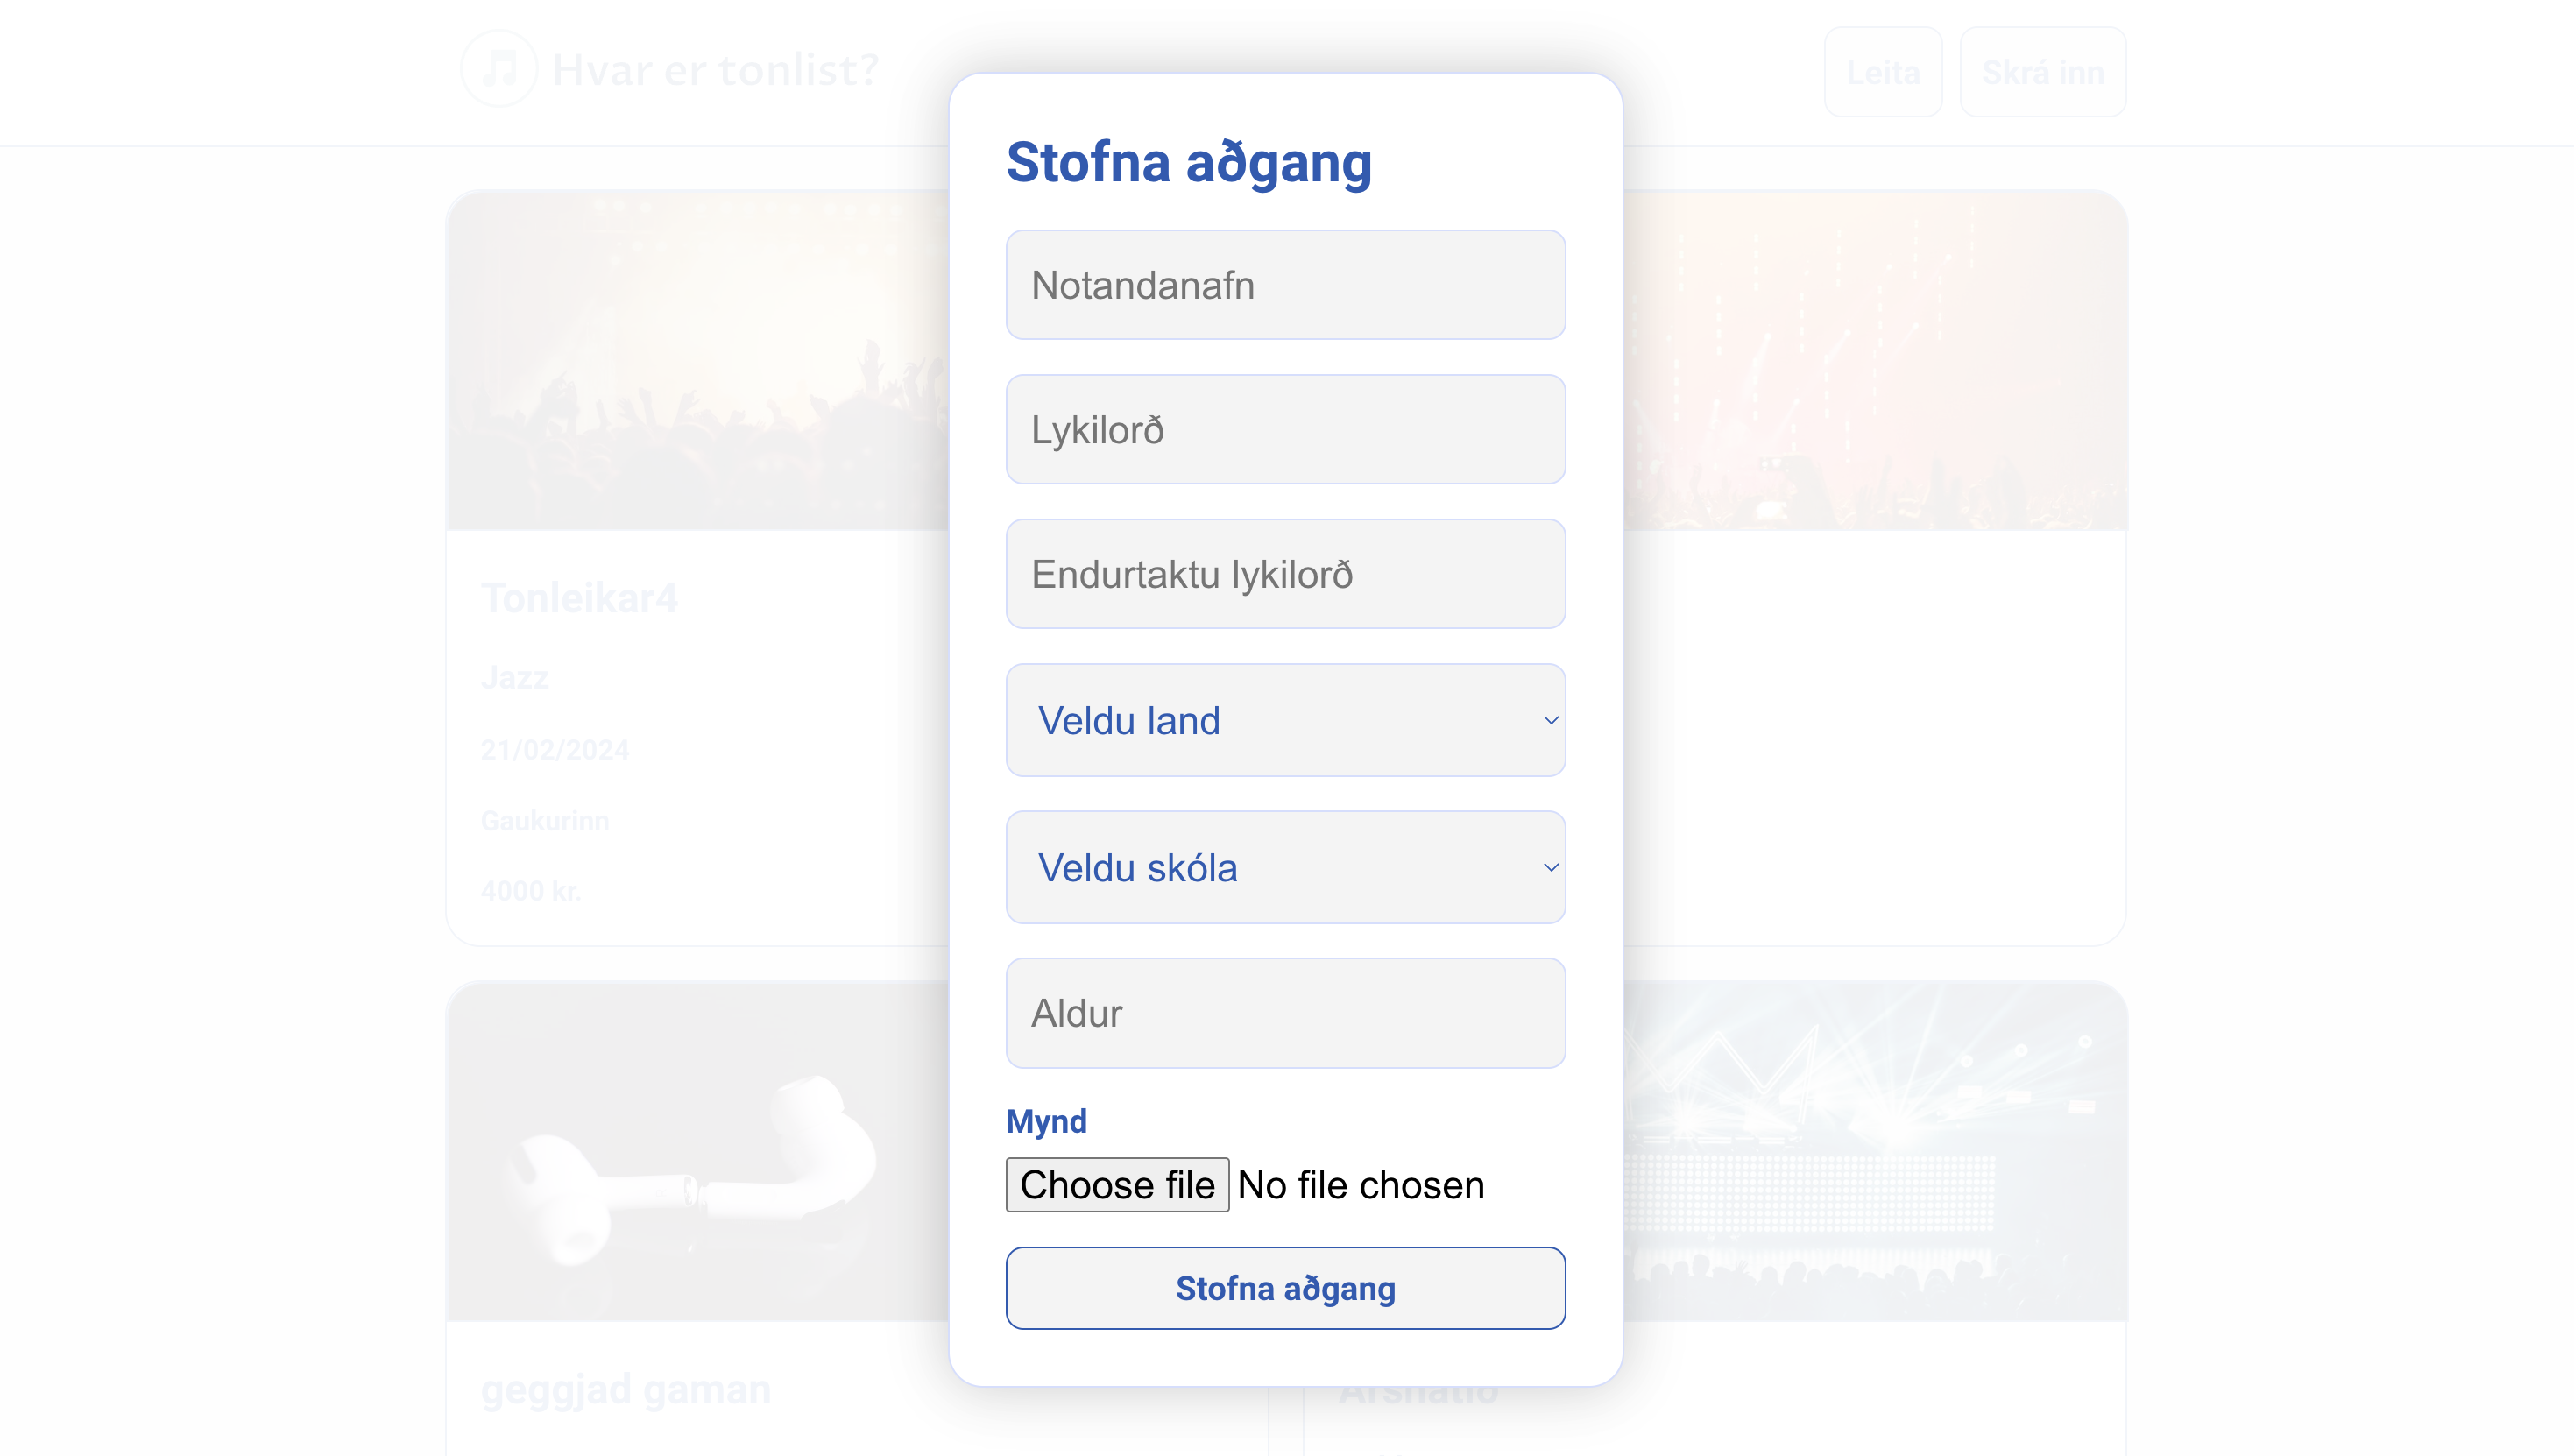 Hvar er tonlist?
Leita
Skrá inn
Stofna aðgang
Notandanafn
Lykilorð
Endurtaktu lykilorð
Veldu land
Veldu skóla
Aldur
Mynd
Choose file No file chosen
Stofna aðgang
Tonleikar4
Jazz
21/02/2024
Gaukurinn
4000 kr.
geggjad gaman